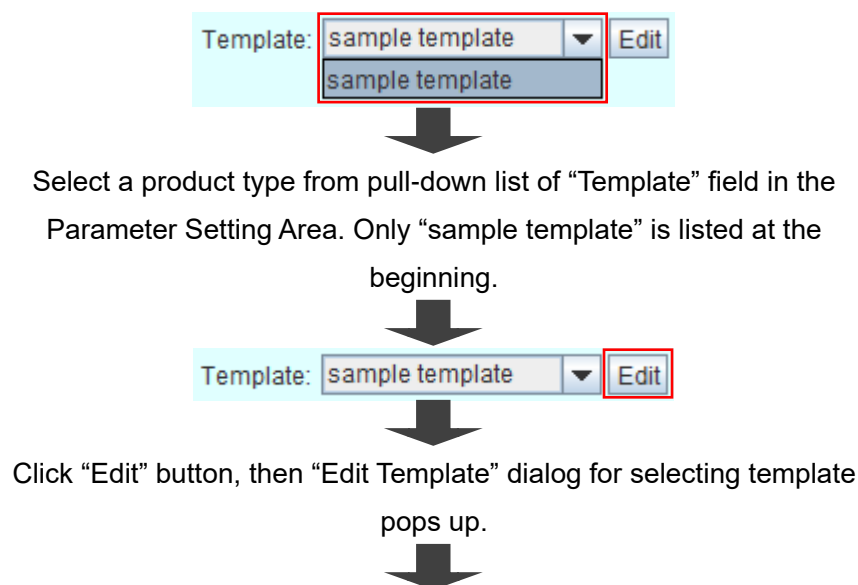 Template: sample template Edit
sample template
Select a product type from pull-down list of “Template” field in the
Parameter Setting Area. Only “sample template” is listed at the
beginning.
Template: sample template Edit
Click “Edit” button, then “Edit Template” dialog for selecting template
pops up.